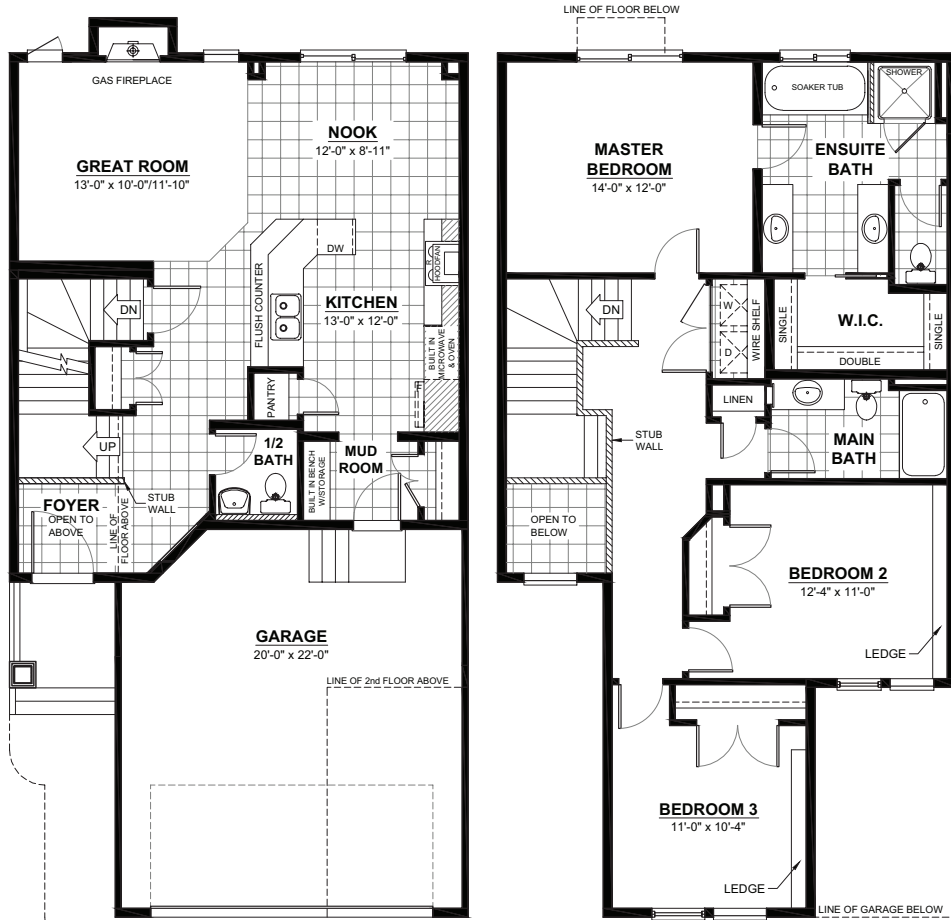 GAS FIREPLACE
GREAT ROOM
13'-0" x 10'-0"/11'-10"
NOOK
12'-0" x 8'-11"
DW
R
HOODFAN
FLUSH COUNTER
KITCHEN
13'-0" x 12'-0"
BUILT IN
MICROWAVE
& OVEN
DN
PANTRY
UP
1/2
BATH
MUD
ROOM
BUILT IN BENCH
W/STORAGE
STUB
WALL
FOYER
OPEN TO
ABOVE
LINE OF
FLOOR ABOVE
GARAGE
20'-0" x 22'-0"
LINE OF 2nd FLOOR ABOVE
LINE OF FLOOR BELOW
MASTER
BEDROOM
14'-0" x 12'-0"
SOAKER TUB
SHOWER
ENSUITE
BATH
DN
W
D
WIRE SHELF
SINGLE
W.I.C.
SINGLE
DOUBLE
LINEN
STUB
WALL
MAIN
BATH
OPEN TO
BELOW
BEDROOM 2
12'-4" x 11'-0"
LEDGE
BEDROOM 3
11'-0" x 10'-4"
LEDGE
LINE OF GARAGE BELOW